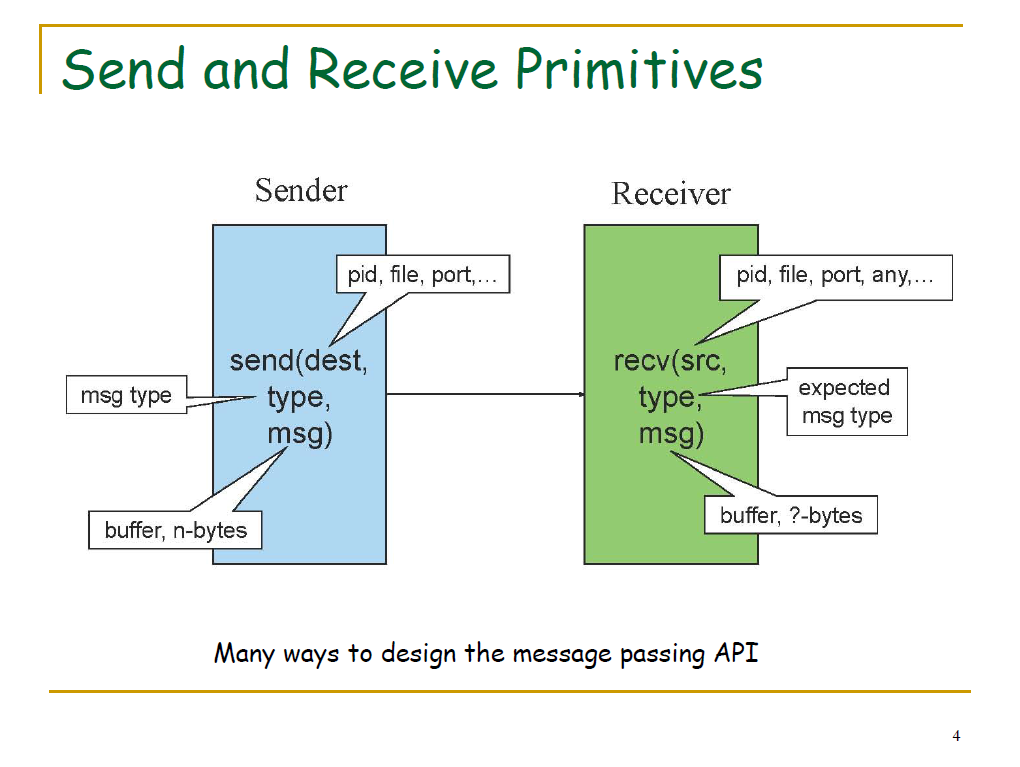 Send and Receive Primitives
Sender
Receiver
pid, file, port,...
pid, file, port, any,...
send(dest,
type,
msg)
recv(src,
type,
msg)
msg type
expected
msg type
buffer, n-bytes
buffer, ?-bytes
Many ways to design the message passing API
4